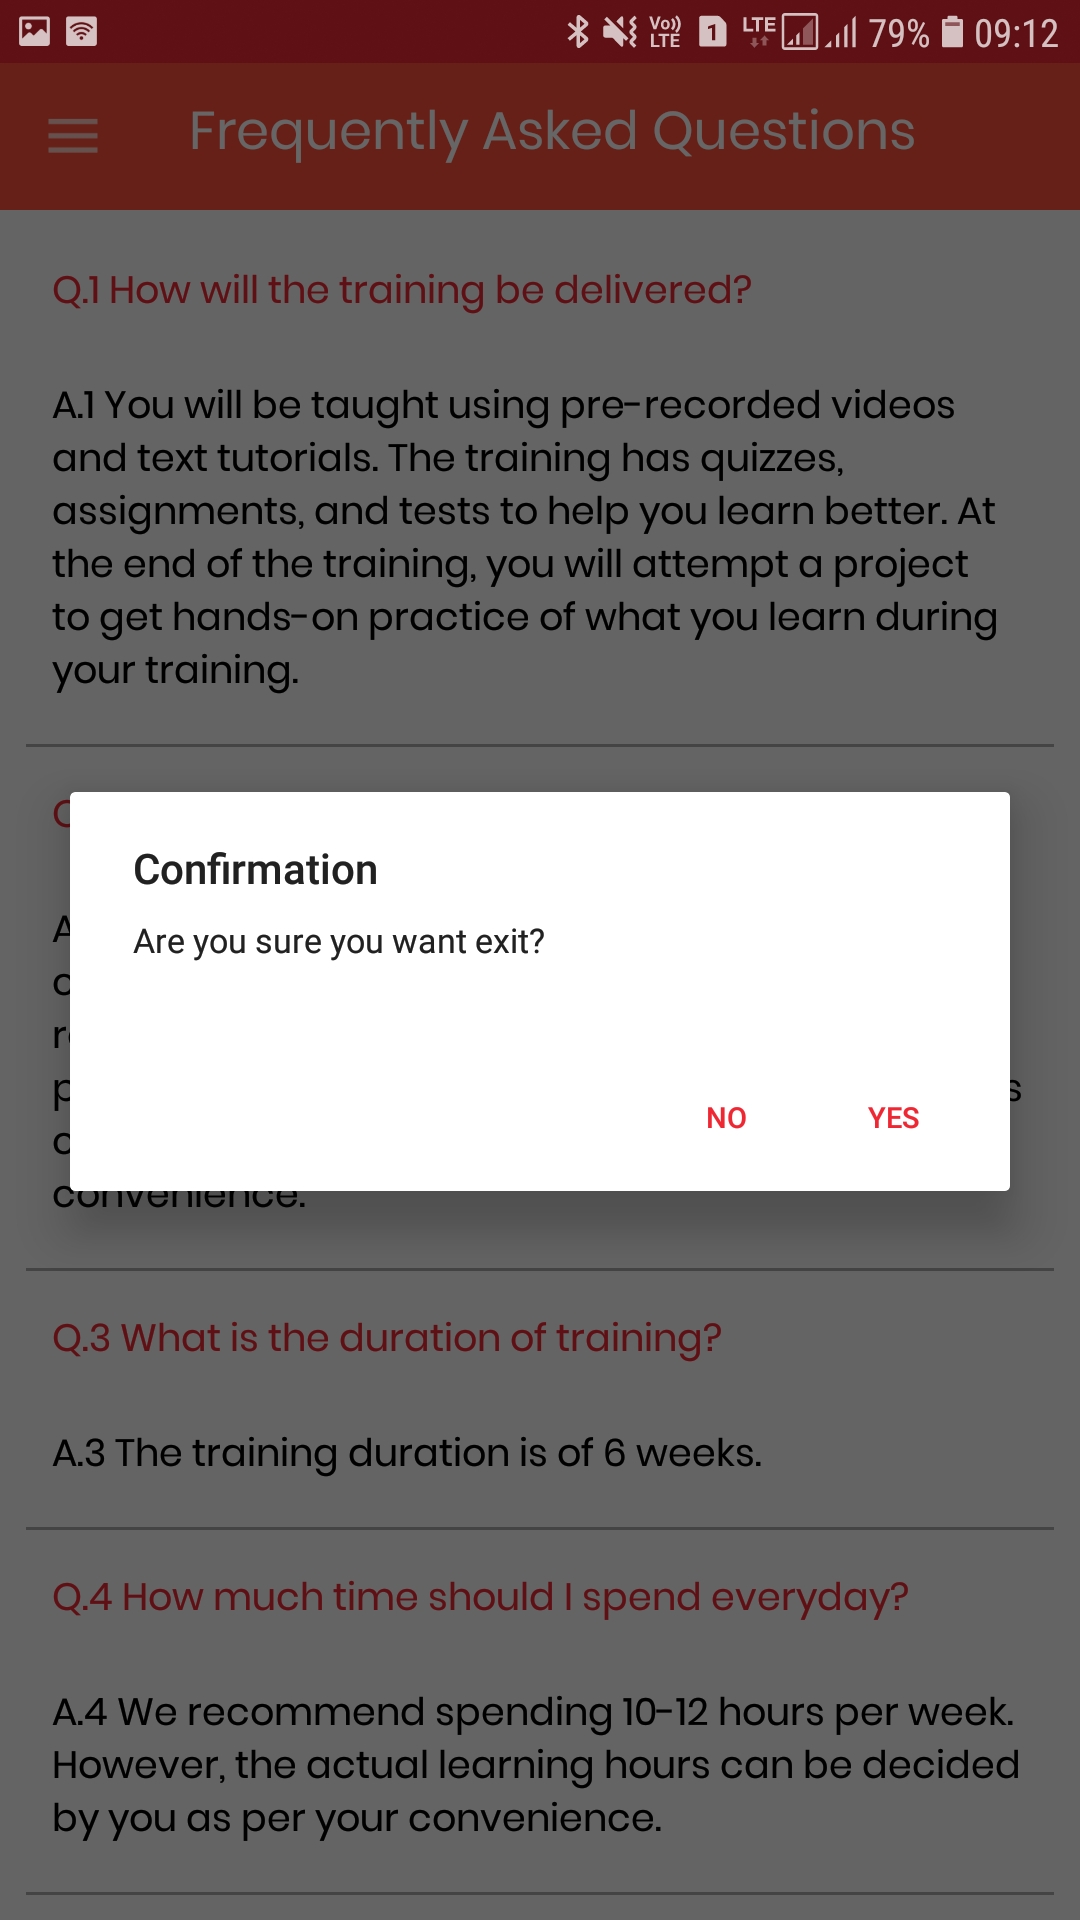 Vo)) LTE 1 LTE 79% 09:12
Frequently Asked Questions
Q.1 How will the training be delivered?
A.1 You will be taught using pre-recorded videos
and text tutorials. The training has quizzes,
assignments, and tests to help you learn better. At
the end of the training, you will attempt a project
to get hands-on practice of what you learn during
your training.
Confirmation
Are you sure you want exit?
NO YES
convenience.
Q.3 What is the duration of training?
A.3 The training duration is of 6 weeks.
Q.4 How much time should I spend everyday?
A.4 We recommend spending 10-12 hours per week.
However, the actual learning hours can be decided
by you as per your convenience.